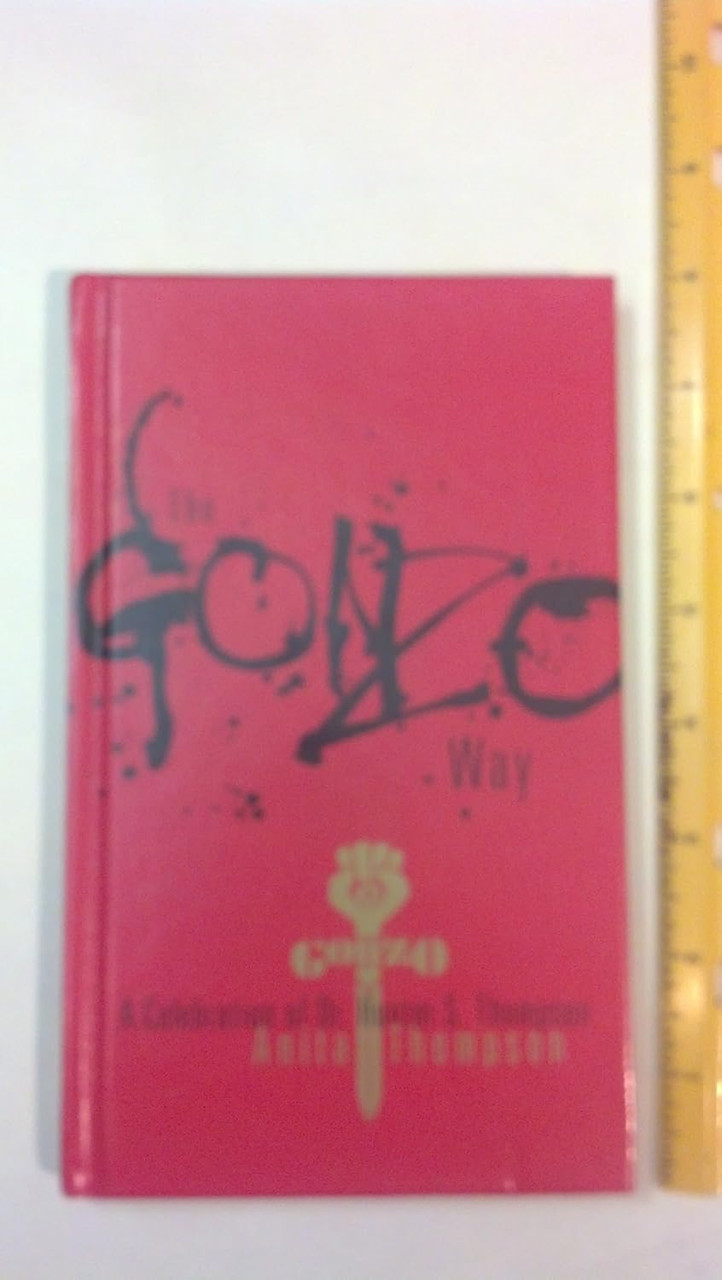 The
GONZO
Way
GONZO
A Celebration of Dr. Hunter S. Thompson
Anita Thompson